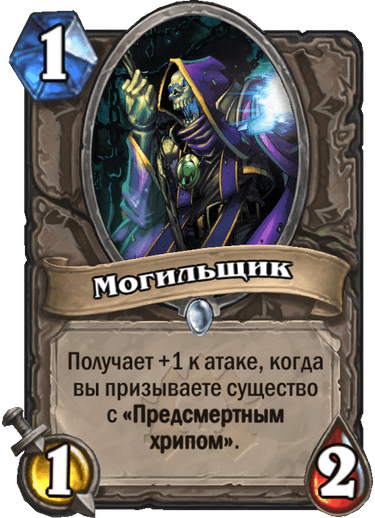 1
Могильщик
Получает +1 к атаке, когда
вы призываете существо
с «Предсмертным
хрипом».
1
2